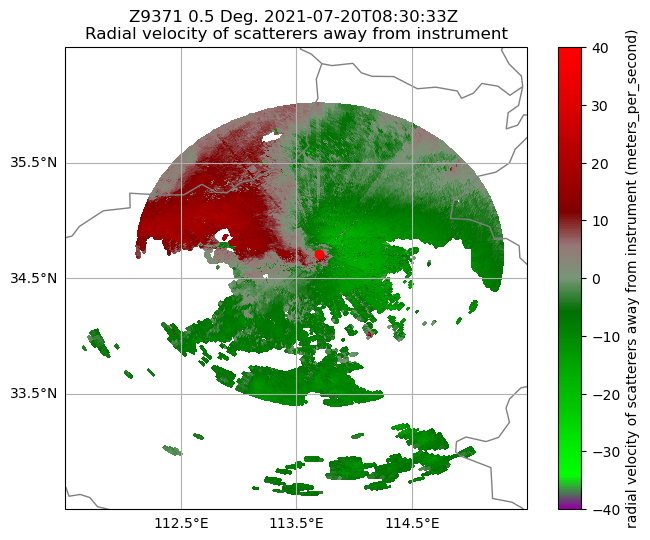 Z9371 0.5 Deg. 2021-07-20T08:30:33Z
Radial velocity of scatterers away from instrument
35.5°N
34.5°N
33.5°N
112.5°E
113.5°E
114.5°E
40
30
20
10
0
−10
−20
−30
−40
radial velocity of scatterers away from instrument (meters_per_second)